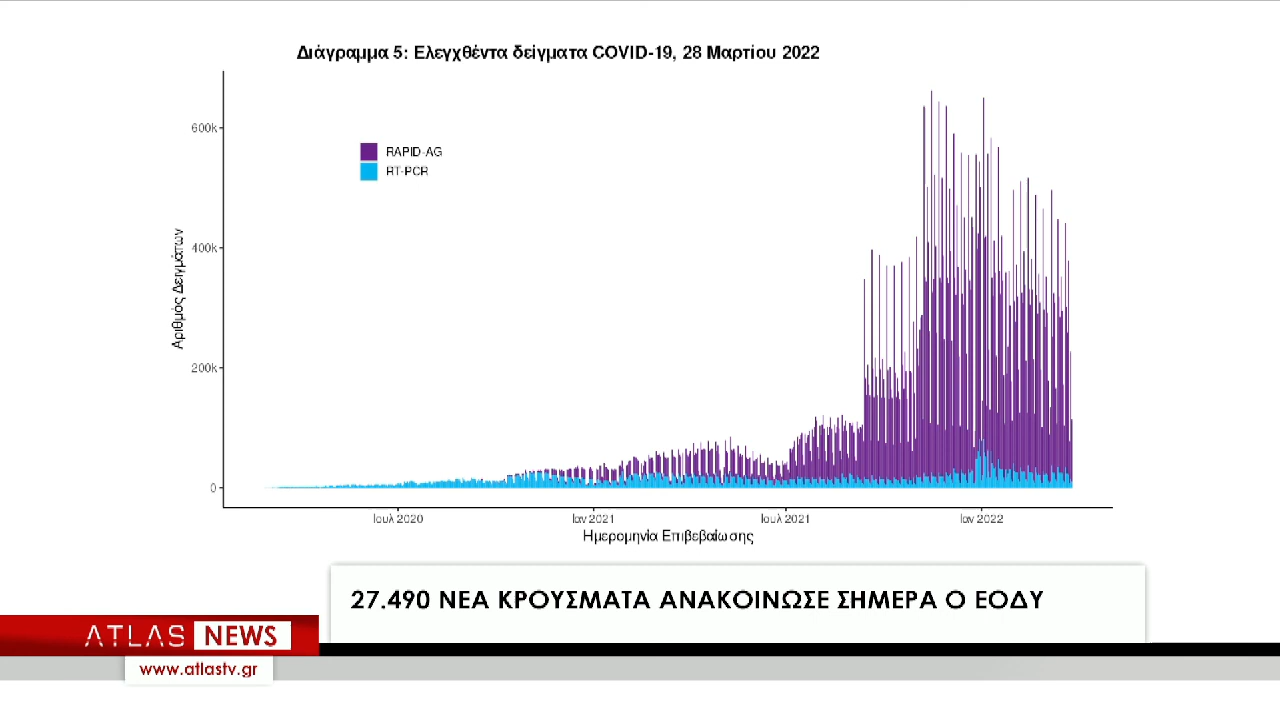 Διάγραμμα 5: Ελεγχθέντα δείγματα COVID-19, 28 Μαρτίου 2022
RAPID-AG
RT-PCR
Αριθμός Δειγμάτων
600k
400k
200k
0
Ιουλ 2020
Ιαν 2021
Ιουλ 2021
Ιαν 2022
Ημερομηνία Επιβεβαίωσης
27.490 ΝΕΑ ΚΡΟΥΣΜΑΤΑ ΑΝΑΚΟΙΝΩΣΕ ΣΗΜΕΡΑ Ο ΕΟΔΥ
ATLAS NEWS
www.atlastv.gr